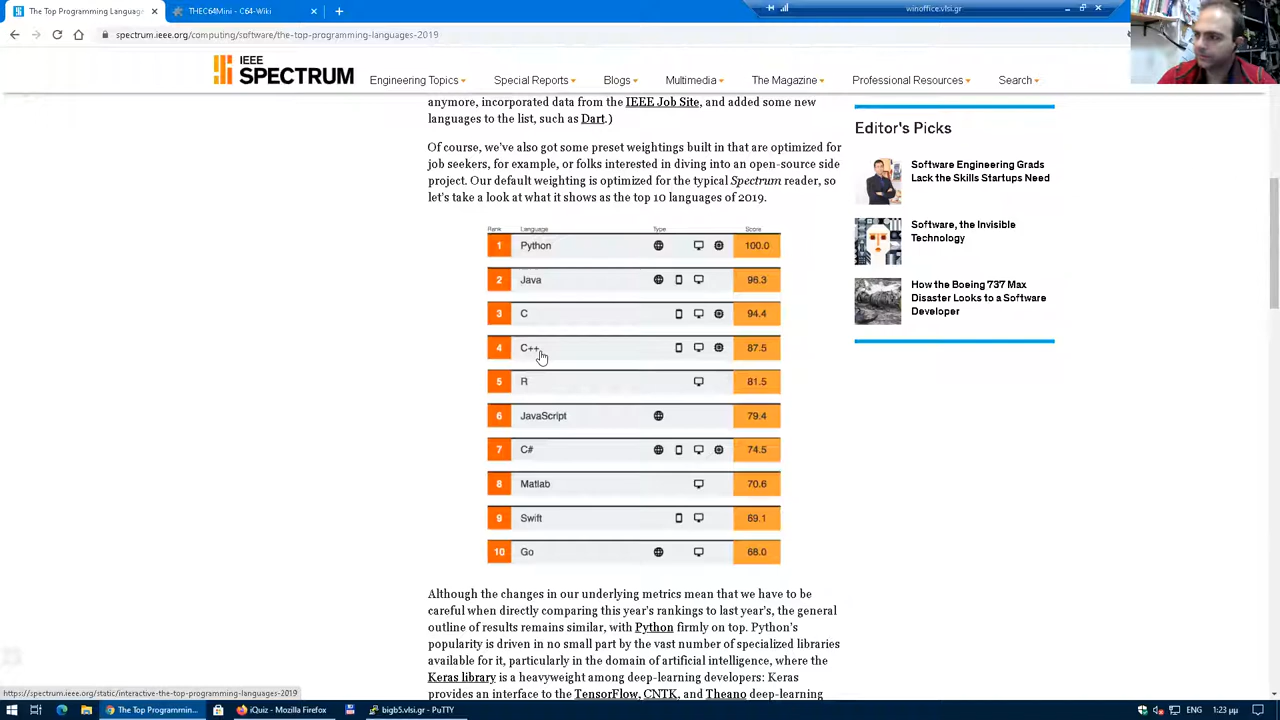 The Top Programming Languag
THEC64Mini - C64-Wiki
winoffice.vlsi.gr
spectrum.ieee.org/computing/software/the-top-programming-languages-2019
IEEE
SPECTRUM
Engineering Topics
Special Reports
Blogs
Multimedia
The Magazine
Professional Resources
Search
anymore, incorporated data from the IEEE Job Site, and added some new
languages to the list, such as Dart.)
Of course, we've also got some preset weightings built in that are optimized for
job seekers, for example, or folks interested in diving into an open-source side
project. Our default weighting is optimized for the typical Spectrum reader, so
let's take a look at what it shows as the top 10 languages of 2019.
Rank Language Type Score
1 Python 100.0
2 Java 96.3
3 C 94.4
4 C++ 87.5
5 R 81.5
6 JavaScript 79.4
7 C# 74.5
8 Matlab 70.6
9 Swift 69.1
10 Go 68.0
Although the changes in our underlying metrics mean that we have to be
careful when directly comparing this year's rankings to last year's, the general
outline of results remains similar, with Python firmly on top. Python's
popularity is driven in no small part by the vast number of specialized libraries
available for it, particularly in the domain of artificial intelligence, where the
Keras library is a heavyweight among deep-learning developers: Keras
provides an interface to the TensorFlow, CNTK, and Theano deep-learning
Editor's Picks
Software Engineering Grads
Lack the Skills Startups Need
Software, the Invisible
Technology
How the Boeing 737 Max
Disaster Looks to a Software
Developer
http://spectrum.ieee.org/static/interactive-the-top-programming-languages-2019
The Top Programmin...
iQuiz - Mozilla Firefox
bigb5.vlsi.gr - PuTTY
ENG
1:23 μμ